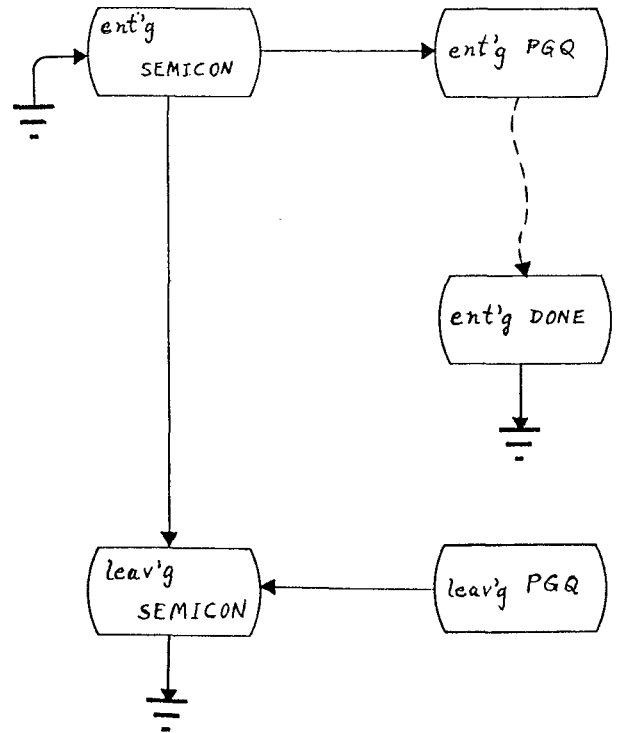 ent'g
SEMICON
ent'g PGQ
ent'g DONE
leav'g
SEMICON
leav'g PGQ